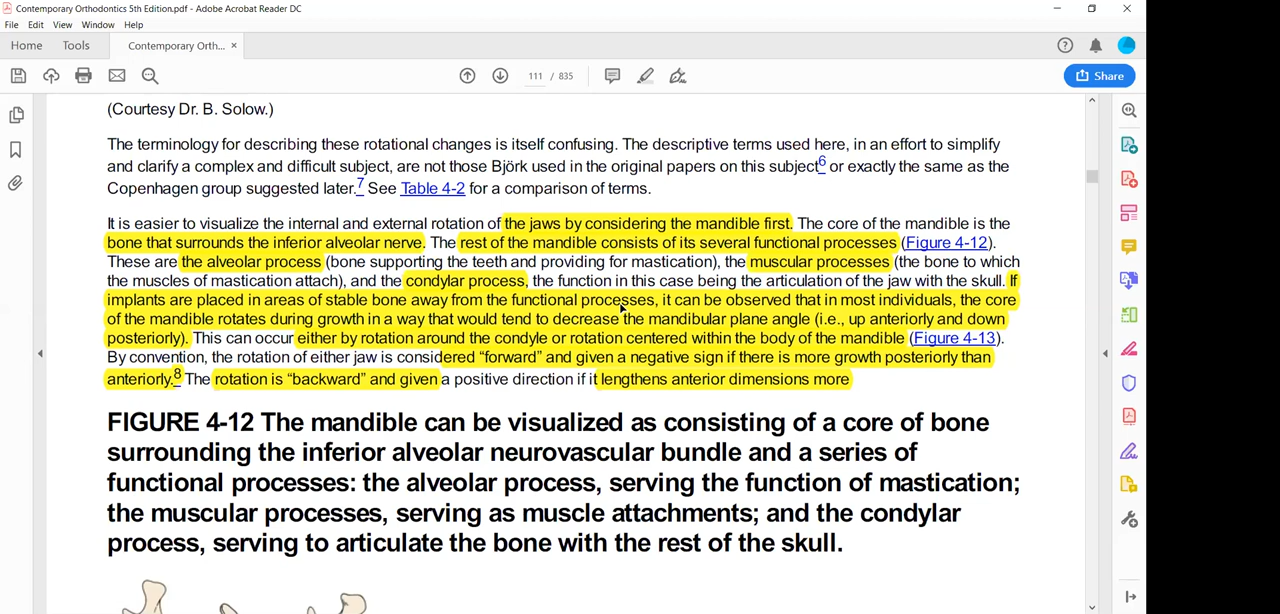 Contemporary Orthodontics 5th Edition.pdf - Adobe Acrobat Reader DC
File Edit View Window Help
Home Tools Contemporary Orth... ×
111 / 835 Share
(Courtesy Dr. B. Solow.)
The terminology for describing these rotational changes is itself confusing. The descriptive terms used here, in an effort to simplify
and clarify a complex and difficult subject, are not those Björk used in the original papers on this subject6 or exactly the same as the
Copenhagen group suggested later.7 See Table 4-2 for a comparison of terms.
It is easier to visualize the internal and external rotation of the jaws by considering the mandible first. The core of the mandible is the
bone that surrounds the inferior alveolar nerve. The rest of the mandible consists of its several functional processes (Figure 4-12).
These are the alveolar process (bone supporting the teeth and providing for mastication), the muscular processes (the bone to which
the muscles of mastication attach), and the condylar process, the function in this case being the articulation of the jaw with the skull. If
implants are placed in areas of stable bone away from the functional processes, it can be observed that in most individuals, the core
of the mandible rotates during growth in a way that would tend to decrease the mandibular plane angle (i.e., up anteriorly and down
posteriorly). This can occur either by rotation around the condyle or rotation centered within the body of the mandible (Figure 4-13).
By convention, the rotation of either jaw is considered “forward” and given a negative sign if there is more growth posteriorly than
anteriorly.8 The rotation is “backward” and given a positive direction if it lengthens anterior dimensions more
FIGURE 4-12 The mandible can be visualized as consisting of a core of bone
surrounding the inferior alveolar neurovascular bundle and a series of
functional processes: the alveolar process, serving the function of mastication;
the muscular processes, serving as muscle attachments; and the condylar
process, serving to articulate the bone with the rest of the skull.